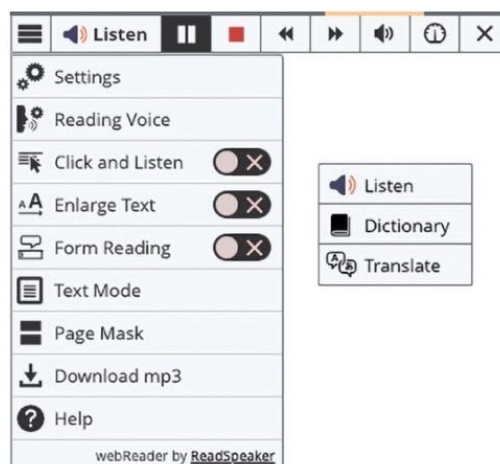 Listen
Settings
Reading Voice
Click and Listen
Enlarge Text
Form Reading
Text Mode
Page Mask
Download mp3
Help
webReader by ReadSpeaker
Listen
Dictionary
Translate